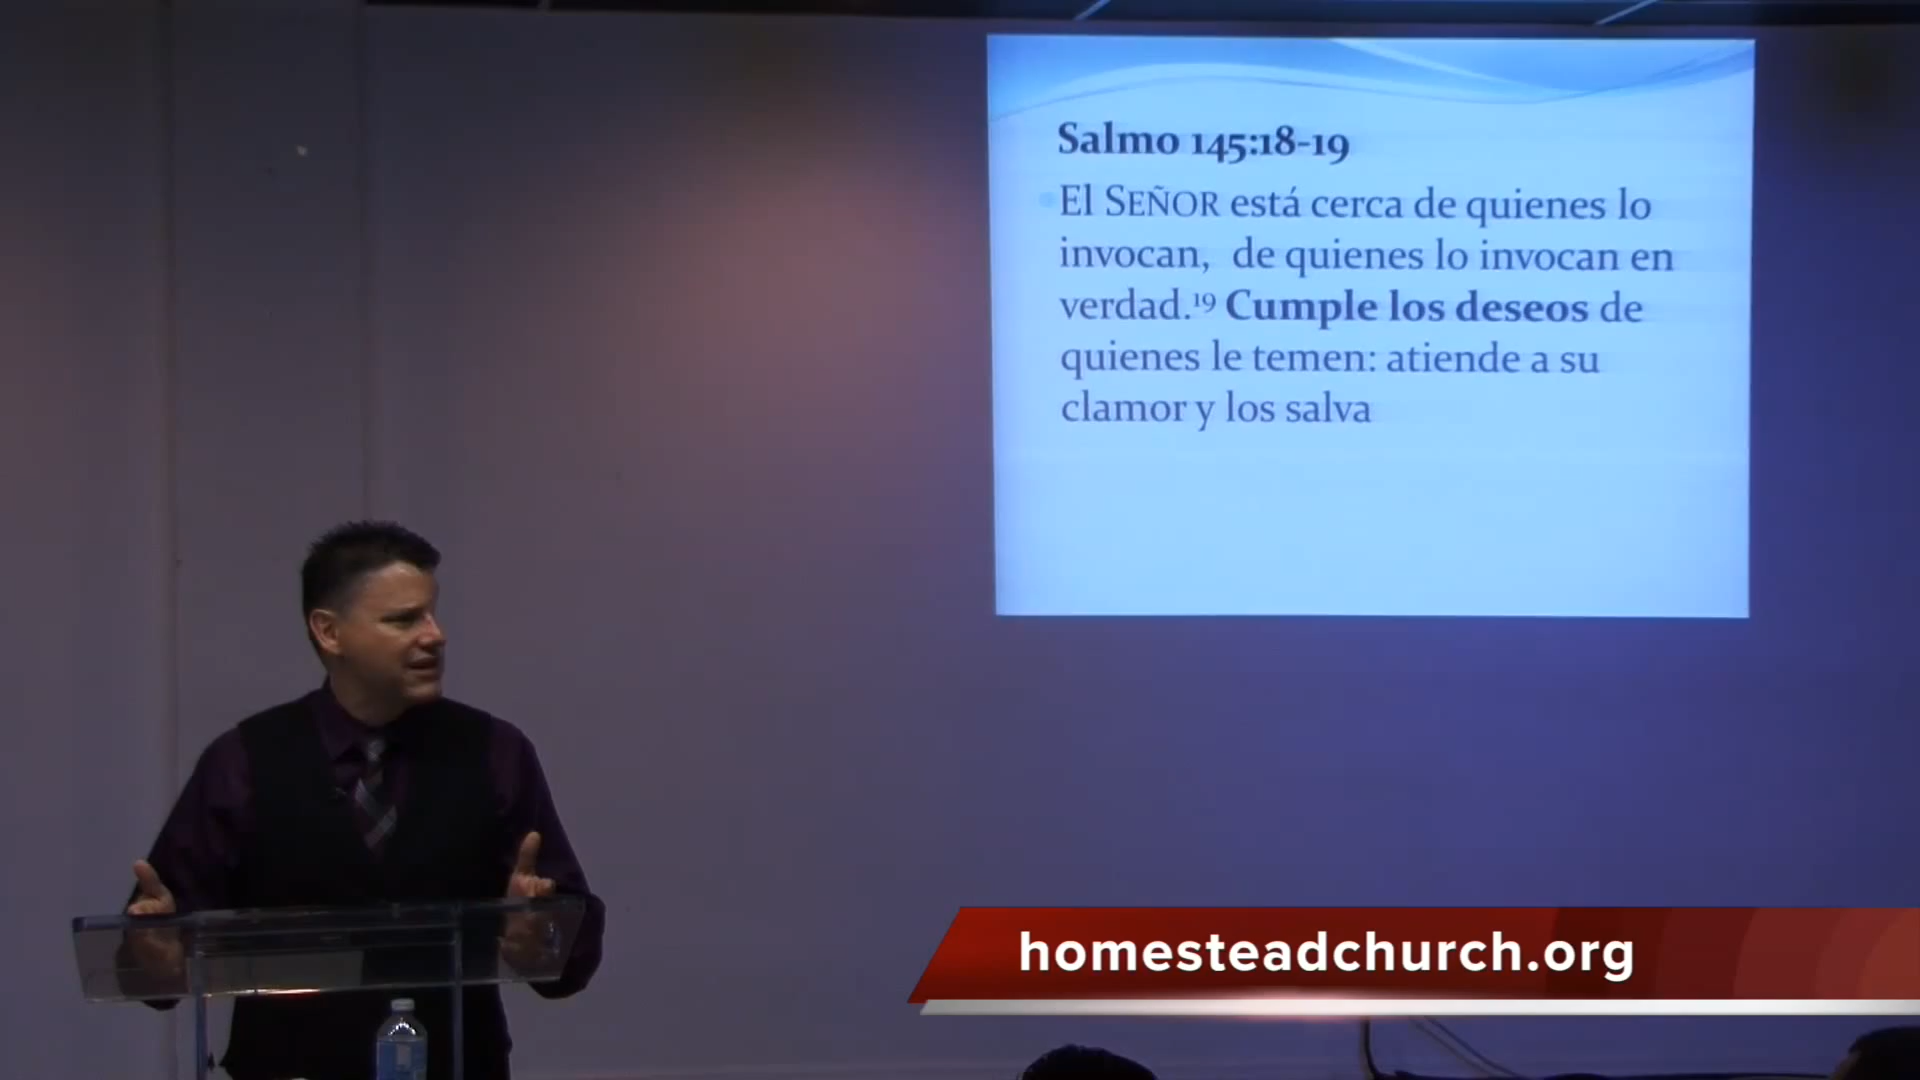 Salmo 145:18-19
El SEÑOR está cerca de quienes lo
invocan, de quienes lo invocan en
verdad.¹⁹ Cumple los deseos de
quienes le temen: atiende a su
clamor y los salva
homesteadchurch.org